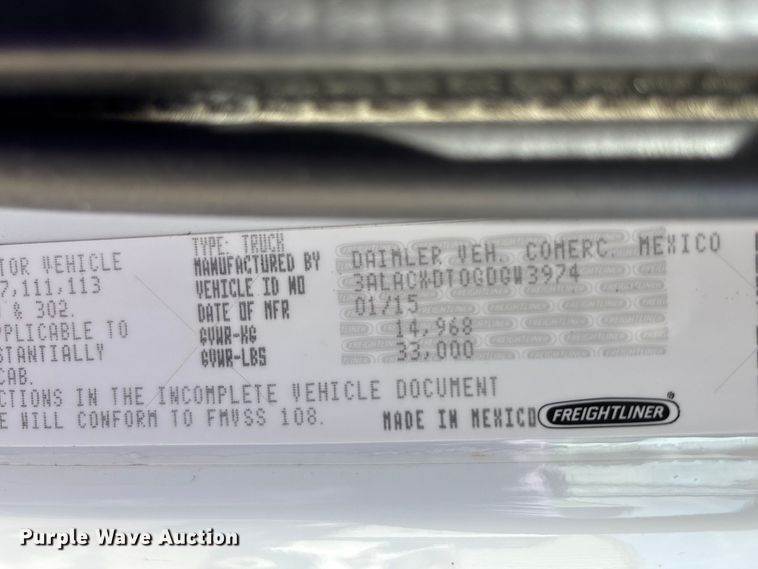 TYPE: TRUCK
TOR VEHICLE MANUFACTURED BY DAIMLER VEH. COMERC. MEXICO
7,111,113 VEHICLE ID NO 3ALACXDT0GDGW3974
& 302. DATE OF MFR 01/15
PPLICABLE TO GVWR-KG 14,968
STANTIALLY GVWR-LBS 33,000
CAB.
CTIONS IN THE INCOMPLETE VEHICLE DOCUMENT
E WILL CONFORM TO FMVSS 108. MADE IN MEXICO FREIGHTLINER®
Purple Wave Auction